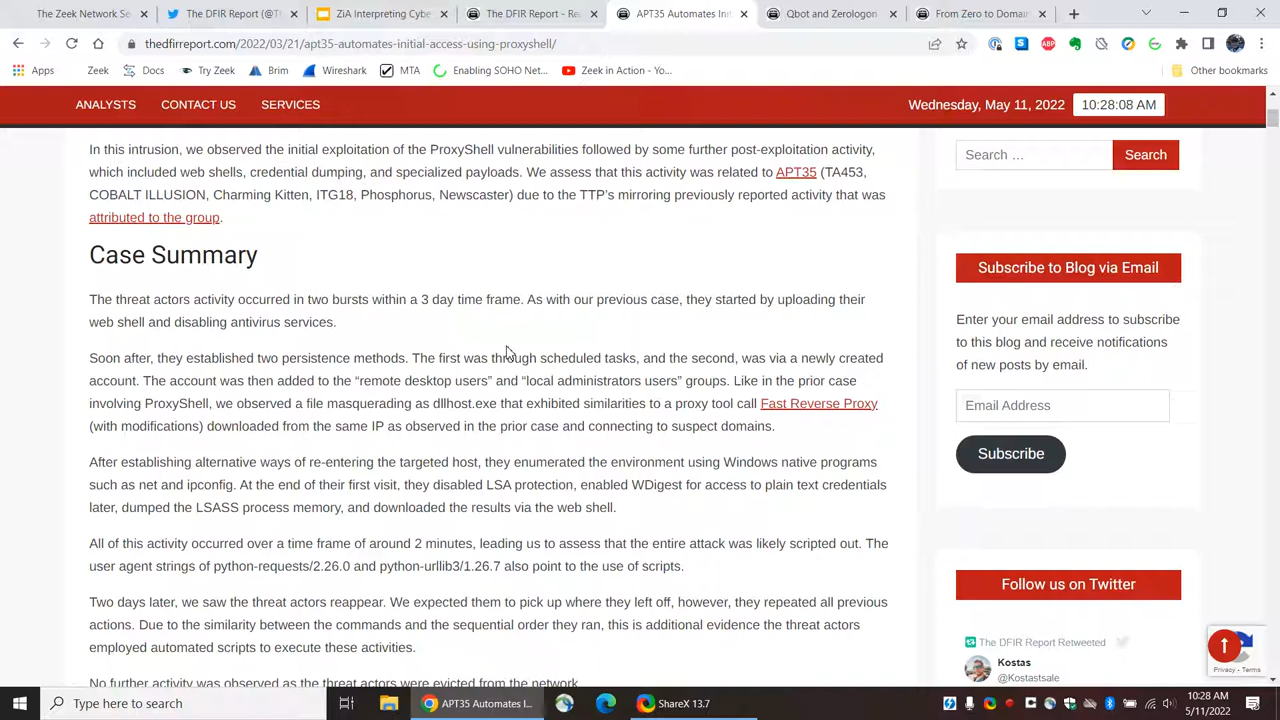 The Zeek Network Se
The DFIR Report (@T
ZiA Interpreting Cybe
The DFIR Report - Re
APT35 Automates Init
Qbot and Zerologon
From Zero to Domain
thedfirreport.com/2022/03/21/apt35-automates-initial-access-using-proxyshell/
Apps
Zeek
Docs
Try Zeek
Brim
Wireshark
MTA
Enabling SOHO Net...
Zeek in Action - Yo...
Other bookmarks
ANALYSTS
CONTACT US
SERVICES
Wednesday, May 11, 2022
10:28:08 AM
In this intrusion, we observed the initial exploitation of the ProxyShell vulnerabilities followed by some further post-exploitation activity,
which included web shells, credential dumping, and specialized payloads. We assess that this activity was related to APT35 (TA453,
COBALT ILLUSION, Charming Kitten, ITG18, Phosphorus, Newscaster) due to the TTP's mirroring previously reported activity that was
attributed to the group.
Case Summary
The threat actors activity occurred in two bursts within a 3 day time frame. As with our previous case, they started by uploading their
web shell and disabling antivirus services.
Soon after, they established two persistence methods. The first was through scheduled tasks, and the second, was via a newly created
account. The account was then added to the “remote desktop users” and “local administrators users” groups. Like in the prior case
involving ProxyShell, we observed a file masquerading as dllhost.exe that exhibited similarities to a proxy tool call Fast Reverse Proxy
(with modifications) downloaded from the same IP as observed in the prior case and connecting to suspect domains.
After establishing alternative ways of re-entering the targeted host, they enumerated the environment using Windows native programs
such as net and ipconfig. At the end of their first visit, they disabled LSA protection, enabled WDigest for access to plain text credentials
later, dumped the LSASS process memory, and downloaded the results via the web shell.
All of this activity occurred over a time frame of around 2 minutes, leading us to assess that the entire attack was likely scripted out. The
user agent strings of python-requests/2.26.0 and python-urllib3/1.26.7 also point to the use of scripts.
Two days later, we saw the threat actors reappear. We expected them to pick up where they left off, however, they repeated all previous
actions. Due to the similarity between the commands and the sequential order they ran, this is additional evidence the threat actors
employed automated scripts to execute these activities.
No further activity was observed as the threat actors were evicted from the network
Search …
Search
Subscribe to Blog via Email
Enter your email address to subscribe
to this blog and receive notifications
of new posts by email.
Email Address
Subscribe
Follow us on Twitter
The DFIR Report Retweeted
Kostas
@Kostastsale
Privacy - Terms
Type here to search
APT35 Automates I...
ShareX 13.7
10:28 AM
5/11/2022